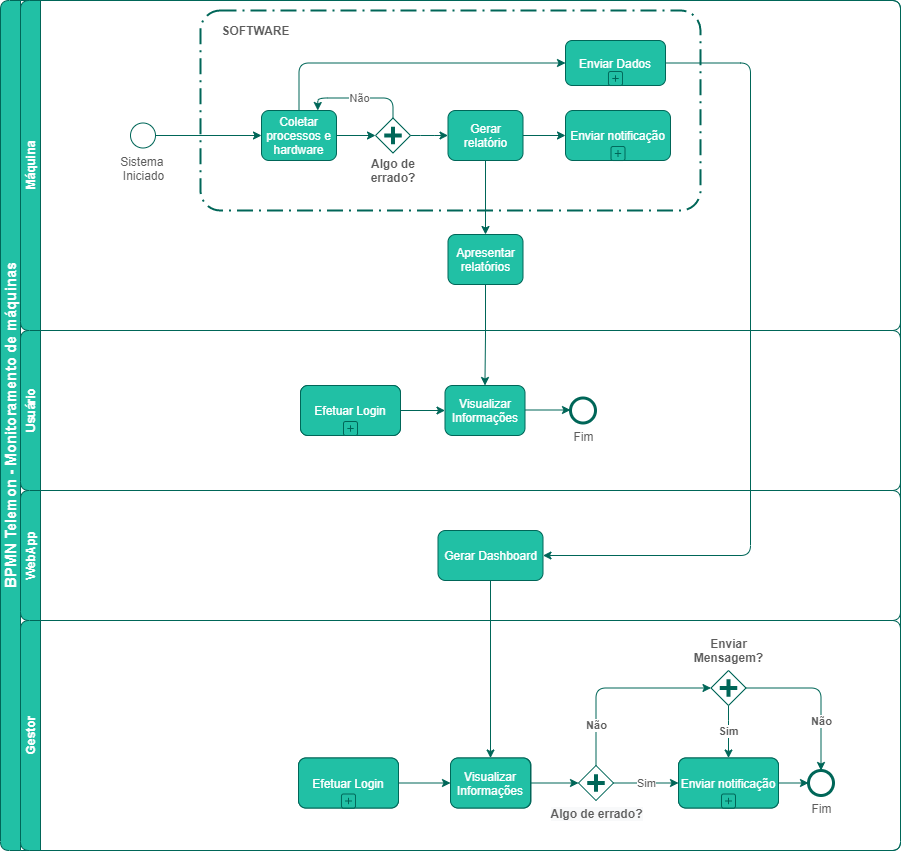 BPMN Telemon - Monitoramento de máquinas
Máquina
SOFTWARE
Enviar Dados
Não
Coletar
processos e
hardware
Gerar
relatório
Enviar notificação
Sistema
Iniciado
Algo de
errado?
Apresentar
relatórios
Usuário
Efetuar Login
Visualizar
Informações
Fim
WebApp
Gerar Dashboard
Gestor
Enviar
Mensagem?
Não
Sim
Não
Efetuar Login
Visualizar
Informações
Sim
Enviar notificação
Algo de errado?
Fim